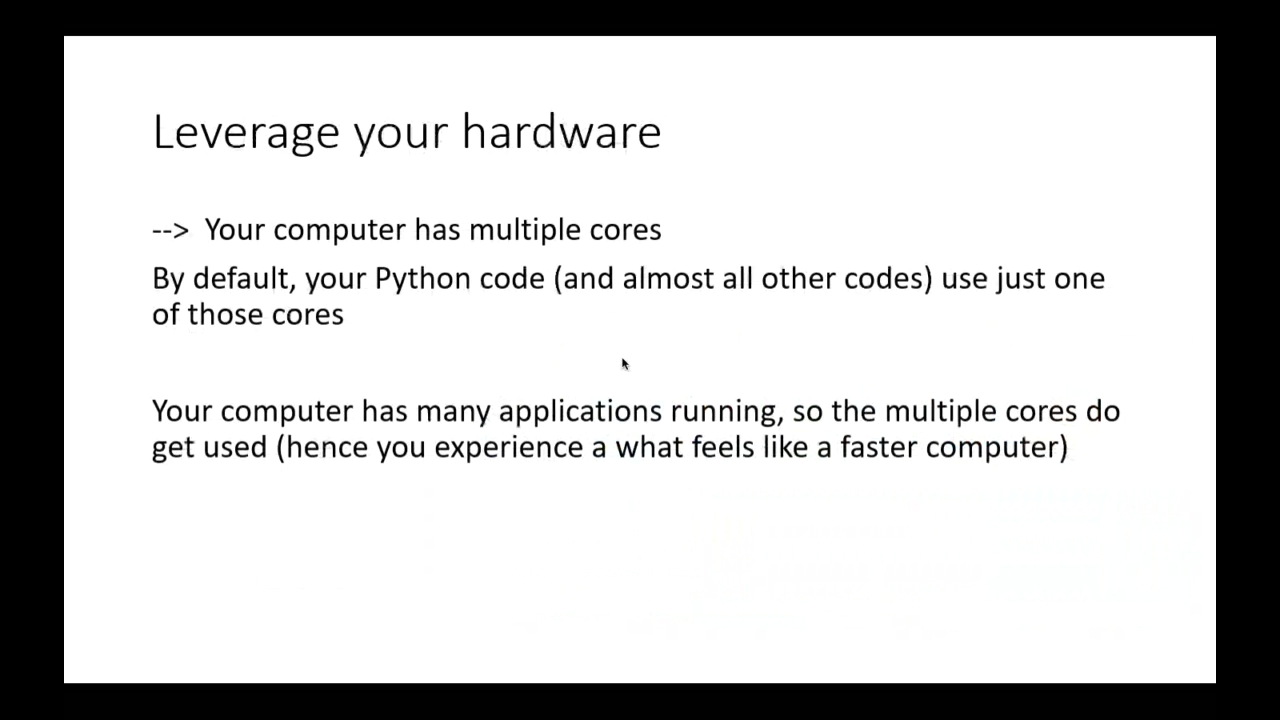 Leverage your hardware
--> Your computer has multiple cores
By default, your Python code (and almost all other codes) use just one
of those cores
Your computer has many applications running, so the multiple cores do
get used (hence you experience a what feels like a faster computer)